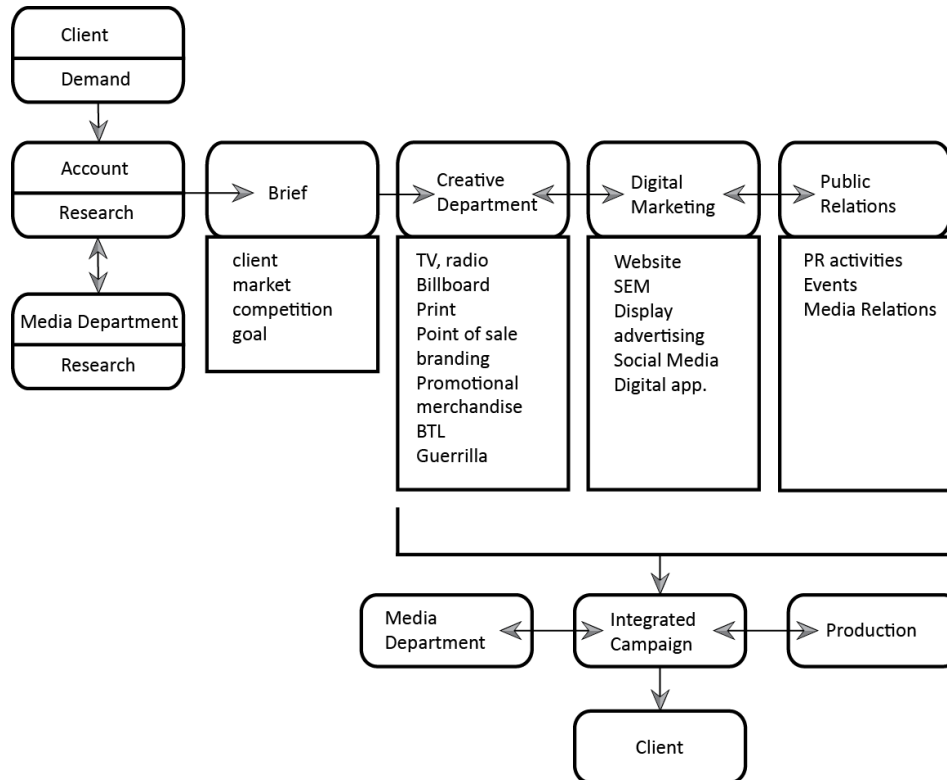 Client
Demand
Account
Research
Media Department
Research
Brief
client
market
competition
goal
Creative
Department
TV, radio
Billboard
Print
Point of sale
branding
Promotional
merchandise
BTL
Guerrilla
Digital
Marketing
Website
SEM
Display
advertising
Social Media
Digital app.
Public
Relations
PR activities
Events
Media Relations
Media
Department
Integrated
Campaign
Production
Client